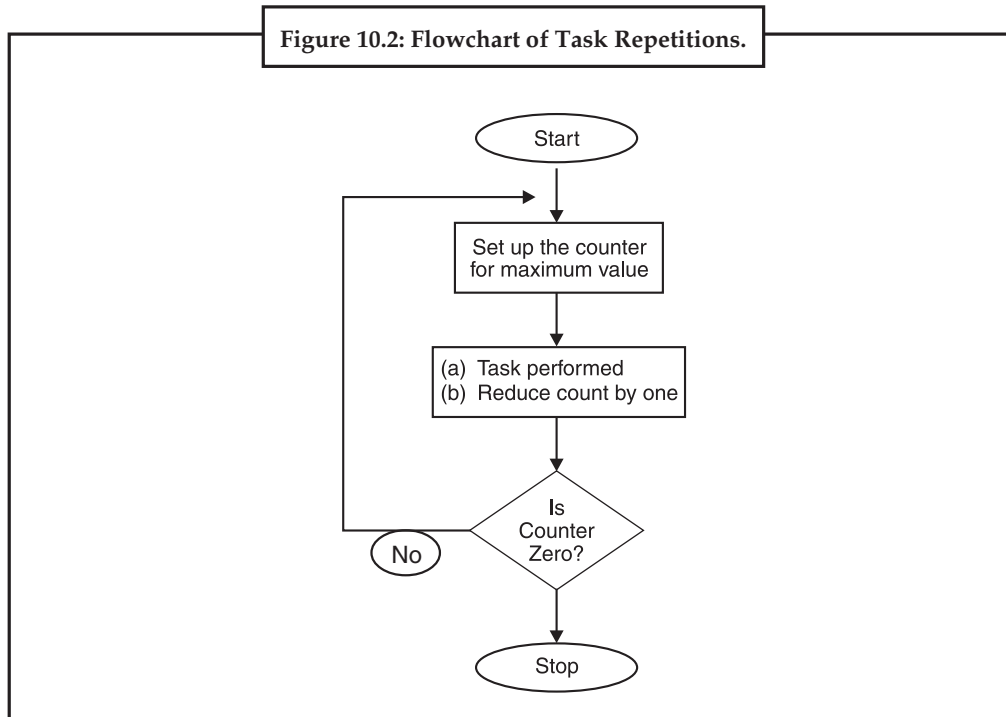 Figure 10.2: Flowchart of Task Repetitions.
Start
Set up the counter
for maximum value
(a) Task performed
(b) Reduce count by one
Is
Counter
Zero?
No
Stop